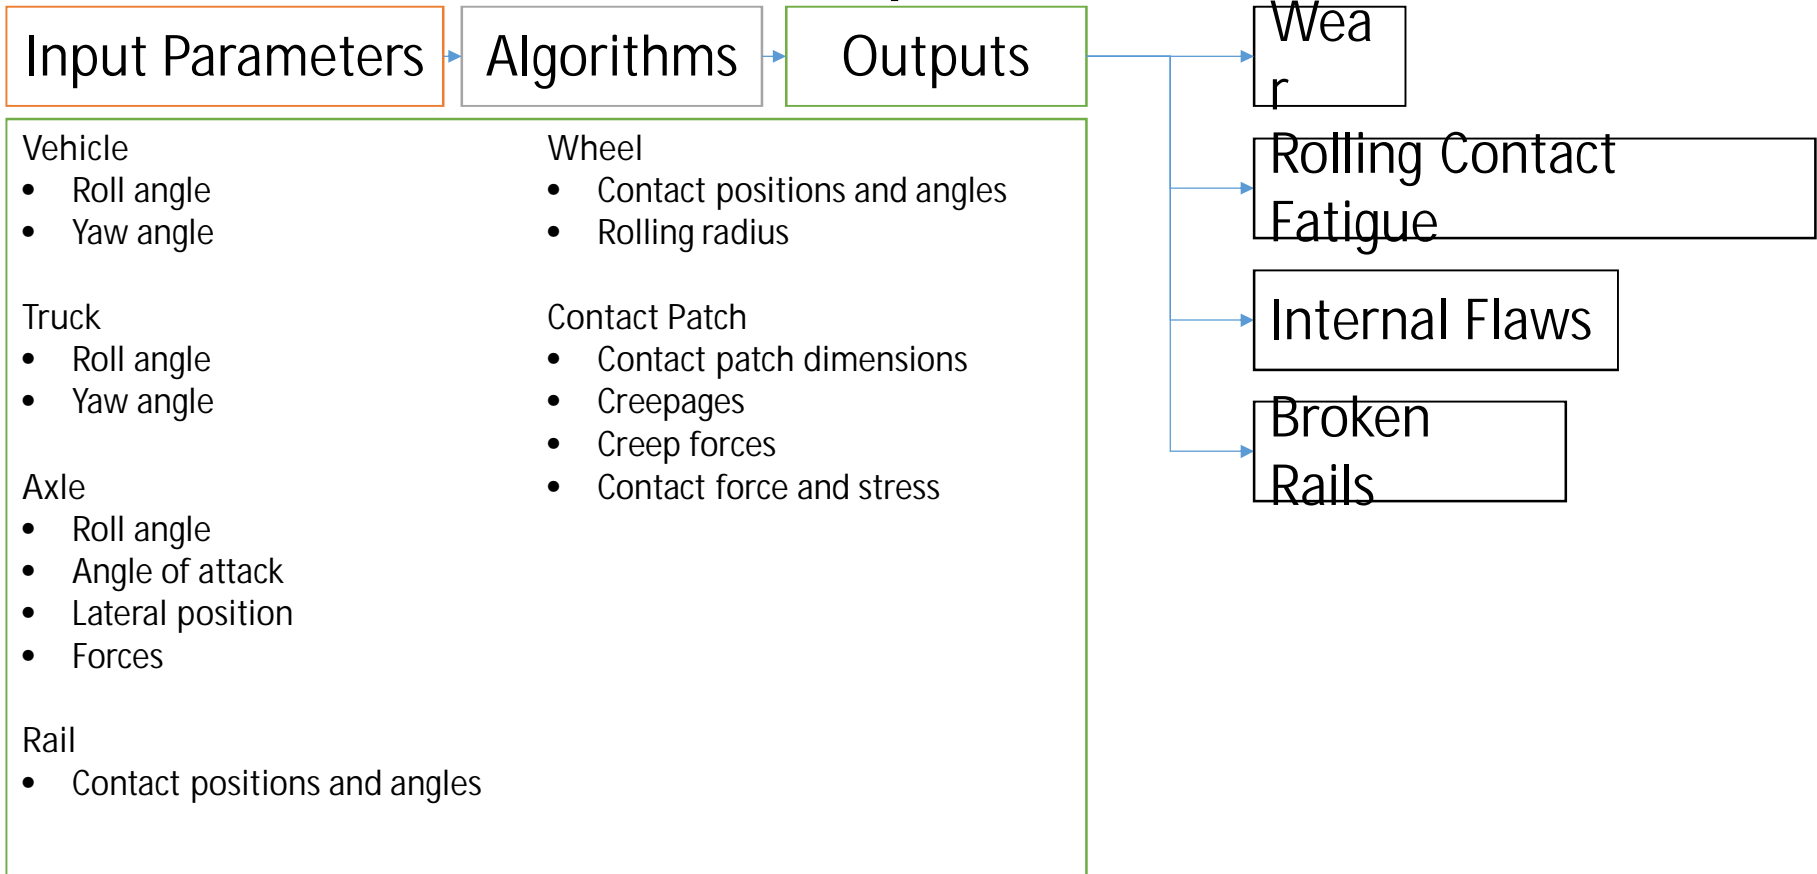 Input Parameters
Algorithms
Outputs
Wea
r
Rolling Contact
Fatigue
Internal Flaws
Broken
Rails
Vehicle
• Roll angle
• Yaw angle
Truck
• Roll angle
• Yaw angle
Axle
• Roll angle
• Angle of attack
• Lateral position
• Forces
Rail
• Contact positions and angles
Wheel
• Contact positions and angles
• Rolling radius
Contact Patch
• Contact patch dimensions
• Creepages
• Creep forces
• Contact force and stress